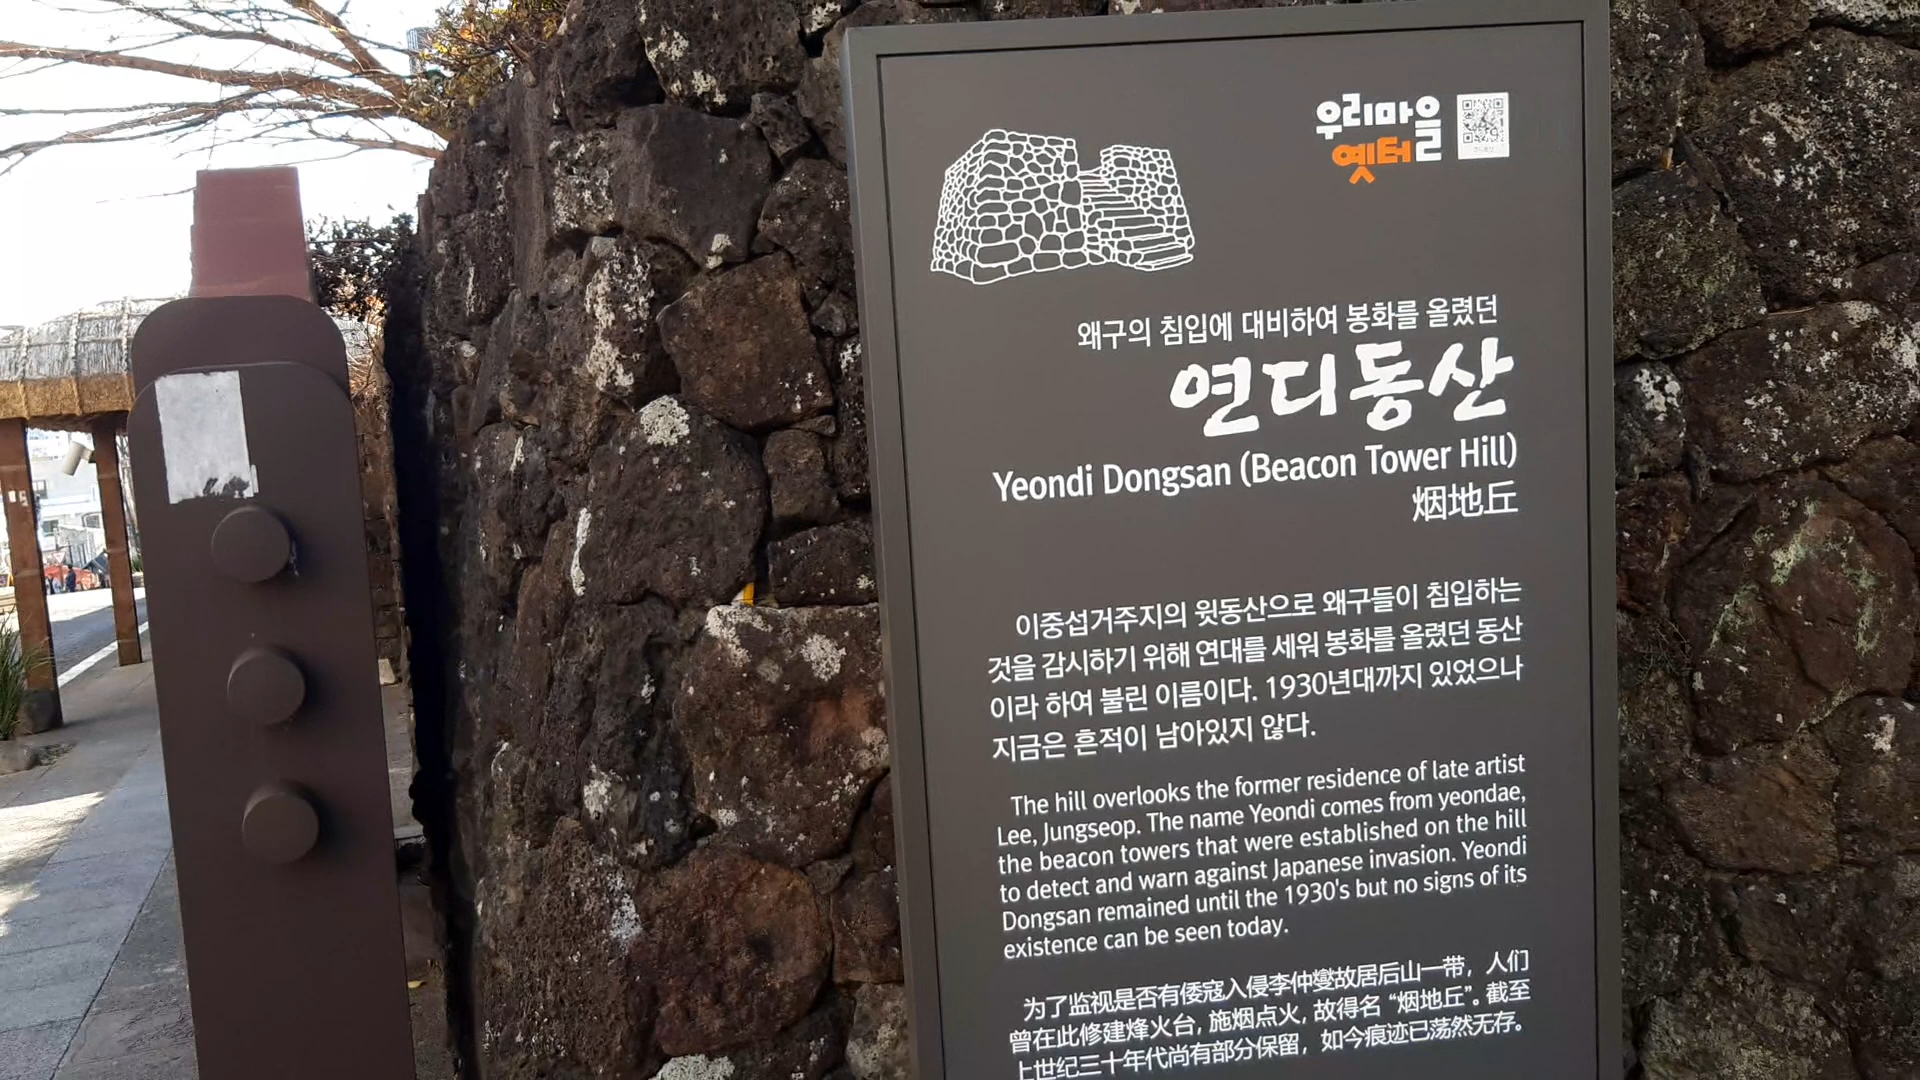 우리마을
옛터
왜구의 침입에 대비하여 봉화를 올렸던
연디동산
Yeondi Dongsan (Beacon Tower Hill)
烟地丘
이중섭거주지의 윗동산으로 왜구들이 침입하는
것을 감시하기 위해 연대를 세워 봉화를 올렸던 동산
이라 하여 불린 이름이다. 1930년대까지 있었으나
지금은 흔적이 남아있지 않다.
The hill overlooks the former residence of late artist
Lee, Jungseop. The name Yeondi comes from yeondae,
the beacon towers that were established on the hill
to detect and warn against Japanese invasion. Yeondi
Dongsan remained until the 1930's but no signs of its
existence can be seen today.
为了监视是否有倭寇入侵李仲燮故居后山一带，人们
曾在此修建烽火台，施烟点火，故得名“烟地丘”。截至
上世纪三十年代尚有部分保留，如今痕迹已荡然无存。